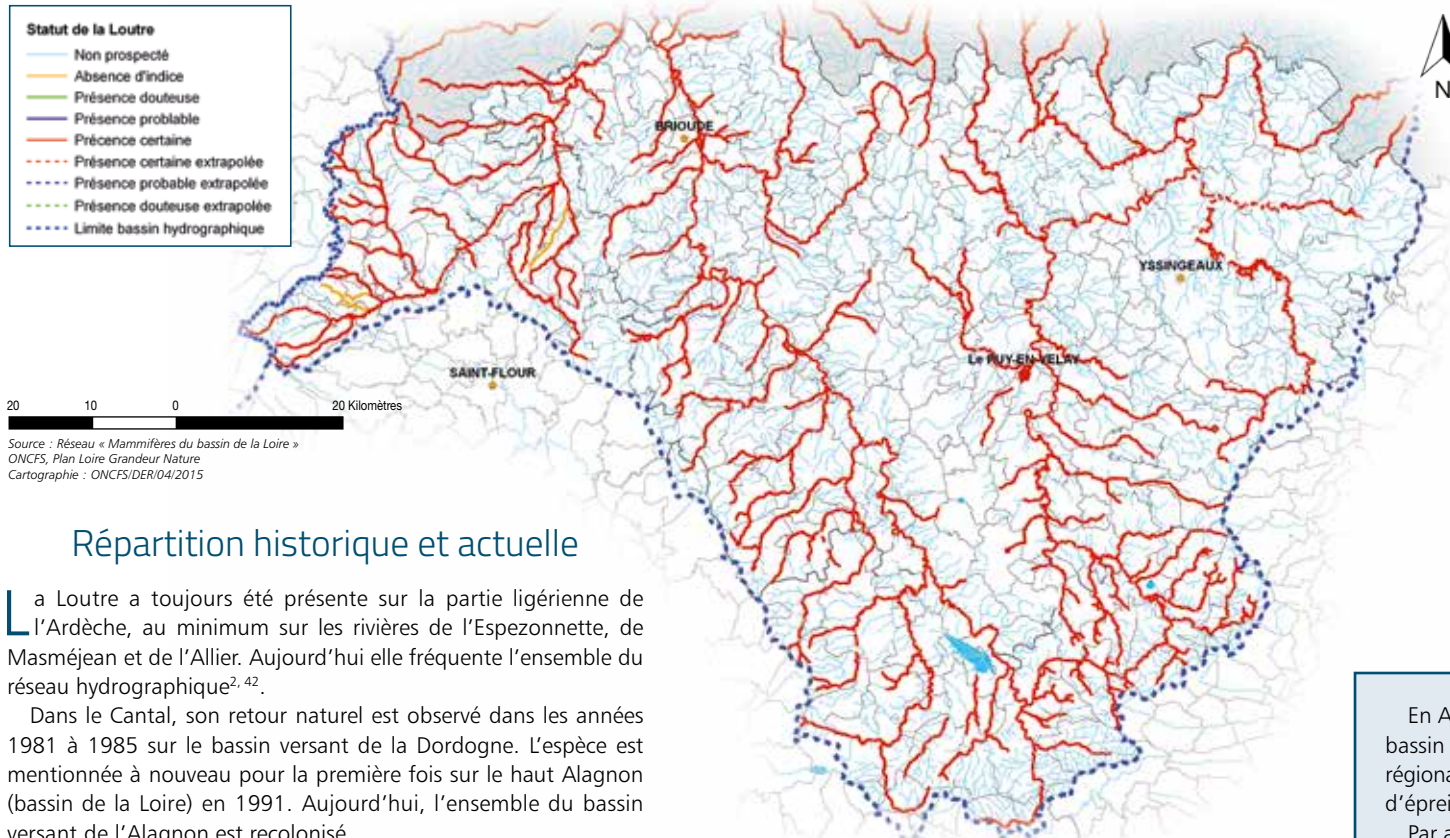 Statut de la Loutre
Non prospecté
Absence d'indice
Présence douteuse
Présence problable
Précence certaine
Présence certaine extrapolée
Présence probable extrapolée
Présence douteuse extrapolée
Limite bassin hydrographique
N
BRIOUDE
YSSINGEAUX
Le PUY-EN-VELAY
SAINT-FLOUR
20 10 0 20 Kilomètres
Source : Réseau « Mammifères du bassin de la Loire »
ONCFS, Plan Loire Grandeur Nature
Cartographie : ONCFS/DER/04/2015
Répartition historique et actuelle
La Loutre a toujours été présente sur la partie ligérienne de
l'Ardèche, au minimum sur les rivières de l'Espezonnette, de
Masméjean et de l'Allier. Aujourd'hui elle fréquente l'ensemble du
réseau hydrographique2, 42.
Dans le Cantal, son retour naturel est observé dans les années
1981 à 1985 sur le bassin versant de la Dordogne. L'espèce est
mentionnée à nouveau pour la première fois sur le haut Alagnon
(bassin de la Loire) en 1991. Aujourd'hui, l'ensemble du bassin
versant de l'Alagnon est recolonisé.
En A
bassin
régiona
d'éprei
Par a